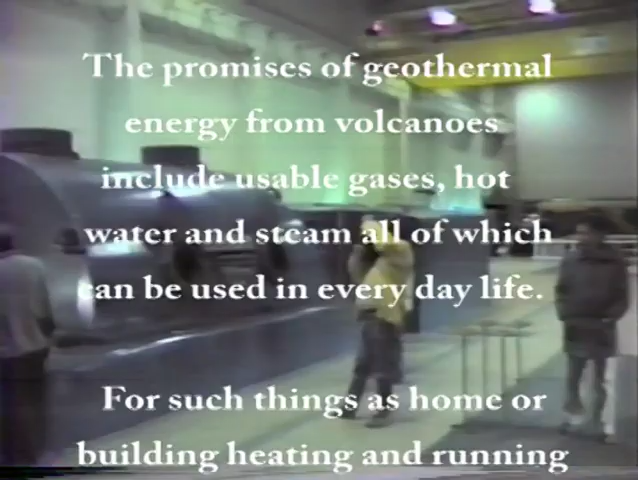 The promises of geothermal
energy from volcanoes
include usable gases, hot
water and steam all of which
can be used in every day life.
For such things as home or
building heating and running